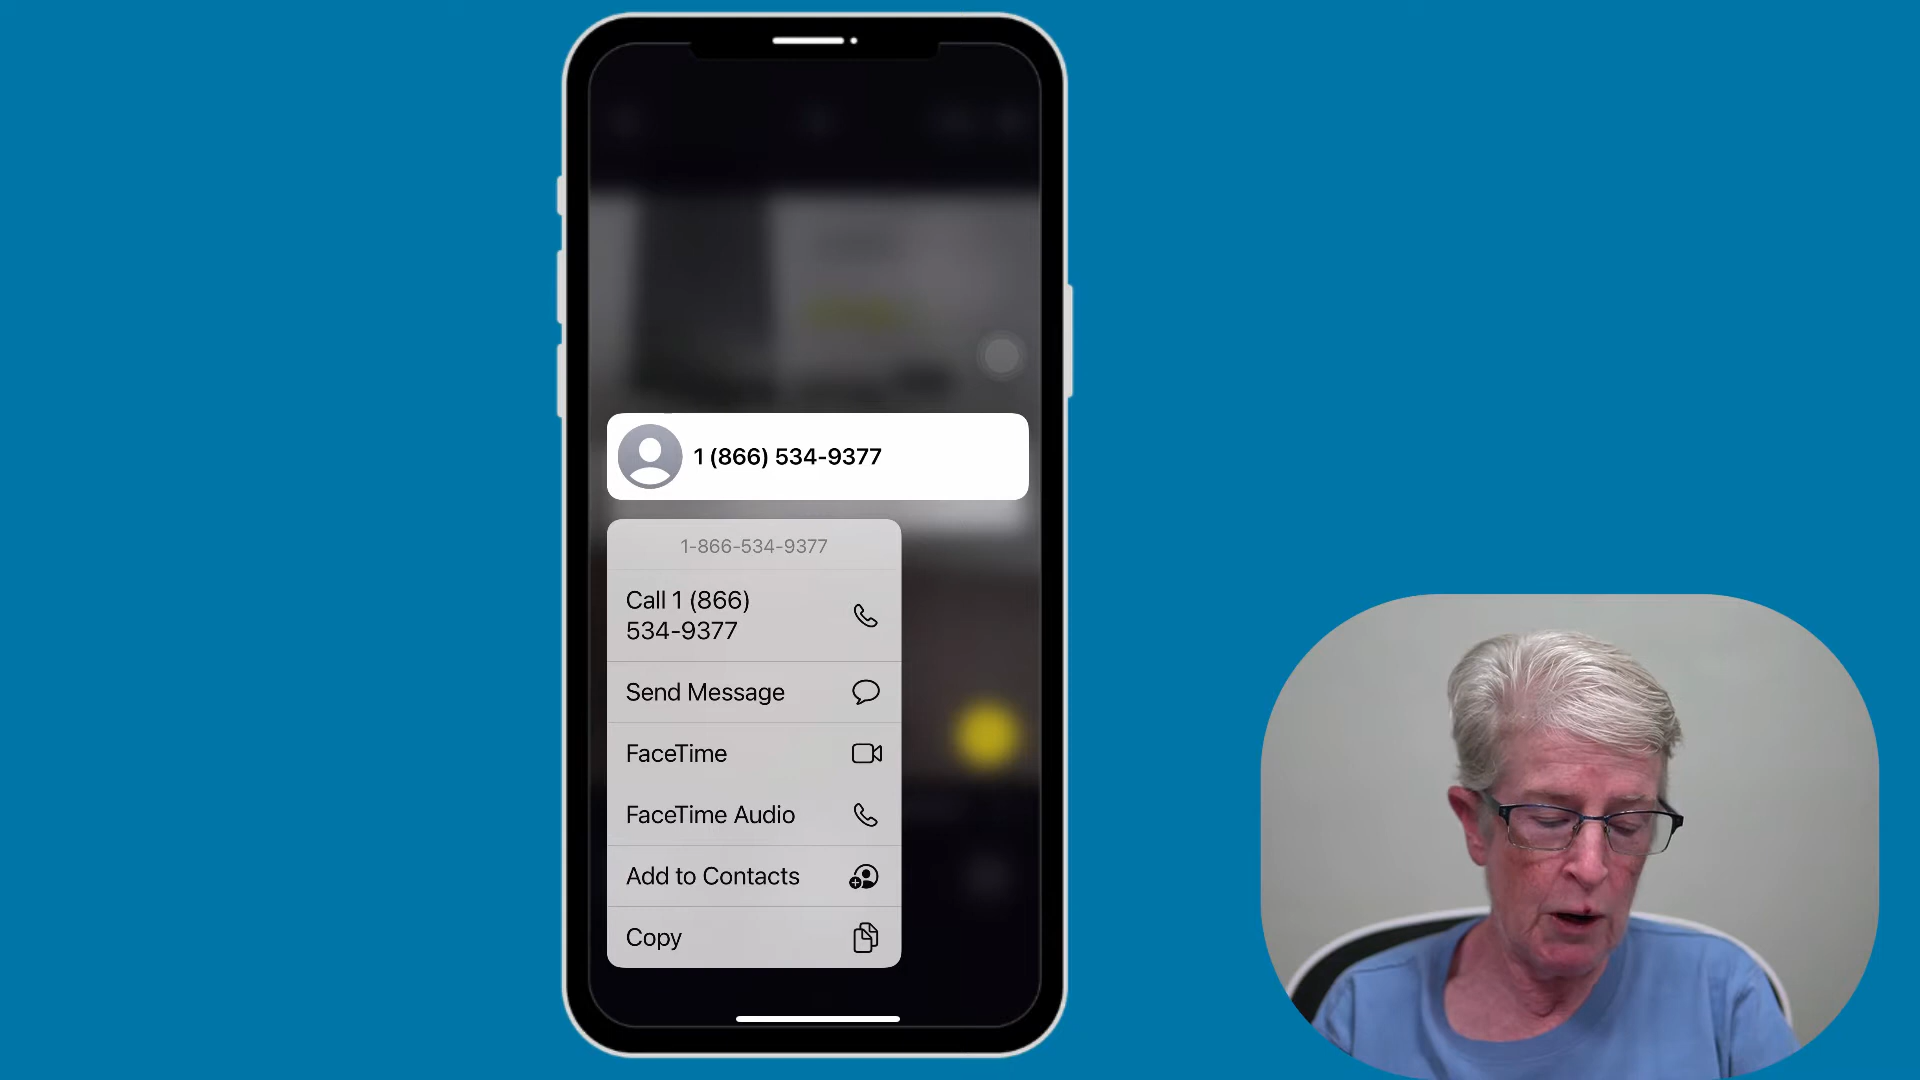 1 (866) 534-9377
1-866-534-9377
Call 1 (866)
534-9377
Send Message
FaceTime
FaceTime Audio
Add to Contacts
Copy